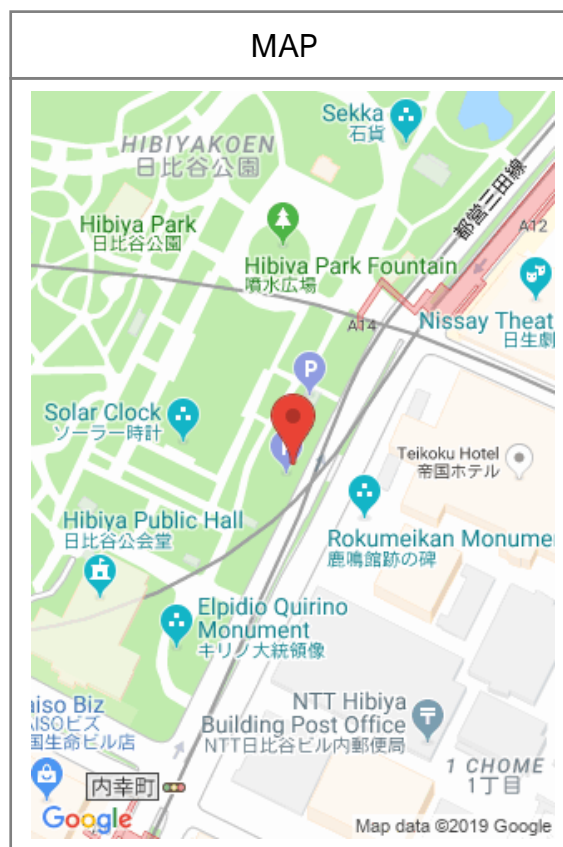 MAP
Sekka
石貨
HIBIYAKOEN
日比谷公園
都営三田線
A12
Hibiya Park
日比谷公園
Hibiya Park Fountain
噴水広場
A14
Nissay Theat
日生劇
P
Solar Clock
ソーラー時計
P
Teikoku Hotel
帝国ホテル
Hibiya Public Hall
日比谷公会堂
Rokumeikan Monume
鹿鳴館跡の碑
Elpidio Quirino
Monument
キリノ大統領像
aiso Biz
AISOビズ
国生命ビル店
NTT Hibiya
Building Post Office
NTT日比谷ビル内郵便局
1 CHOME
1丁目
内幸町
Google
Map data ©2019 Google